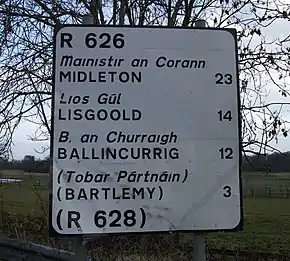 R 626
Mainistir an Corann
MIDLETON 23
Lios Gúl
LISGOOLD 14
B. an Churraigh
BALLINCURRIG 12
(Tobar Pártnáin)
(BARTLEMY) 3
(R 628)